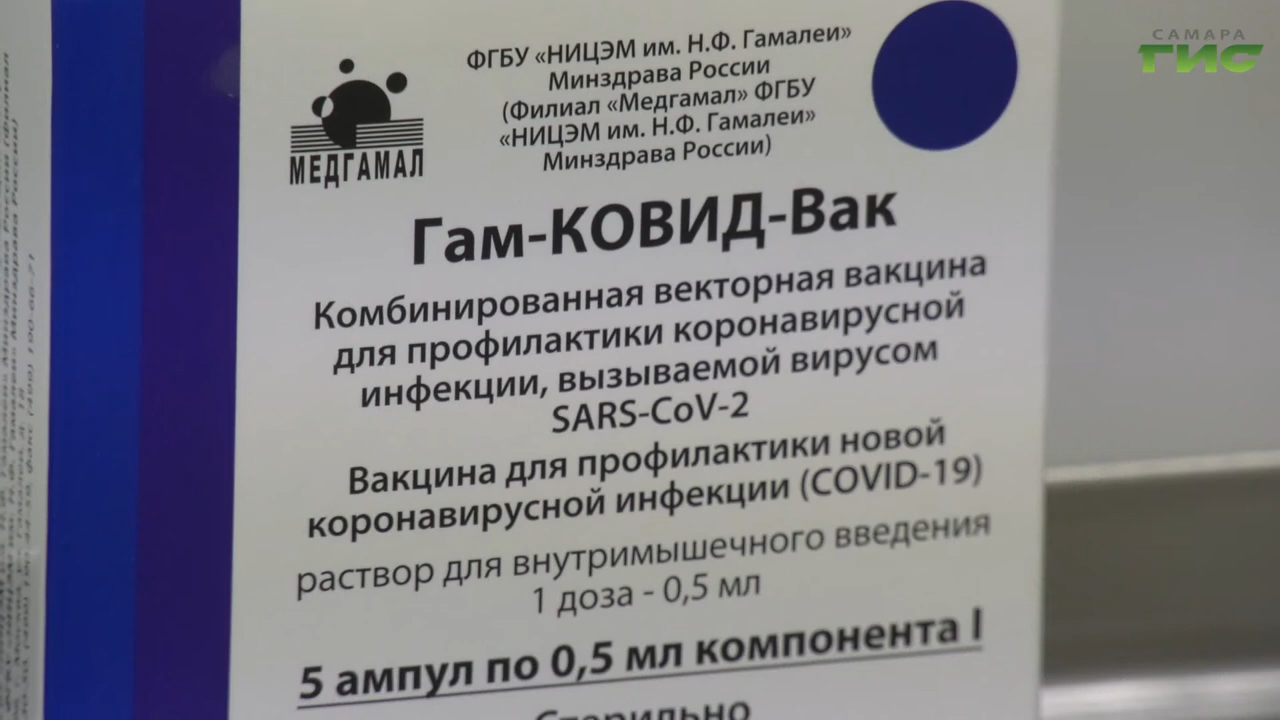 САМАРА
ГИС
МЕДГАМАЛ
ФГБУ «НИЦЭМ им. Н.Ф. Гамалеи»
Минздрава России
(Филиал «Медгамал» ФГБУ
«НИЦЭМ им. Н.Ф. Гамалеи»
Минздрава России)
Гам-КОВИД-Вак
Комбинированная векторная вакцина
для профилактики коронавирусной
инфекции, вызываемой вирусом
SARS-CoV-2
Вакцина для профилактики новой
коронавирусной инфекции (COVID-19)
раствор для внутримышечного введения
1 доза - 0,5 мл
5 ампул по 0,5 мл компонента I
Стерильно